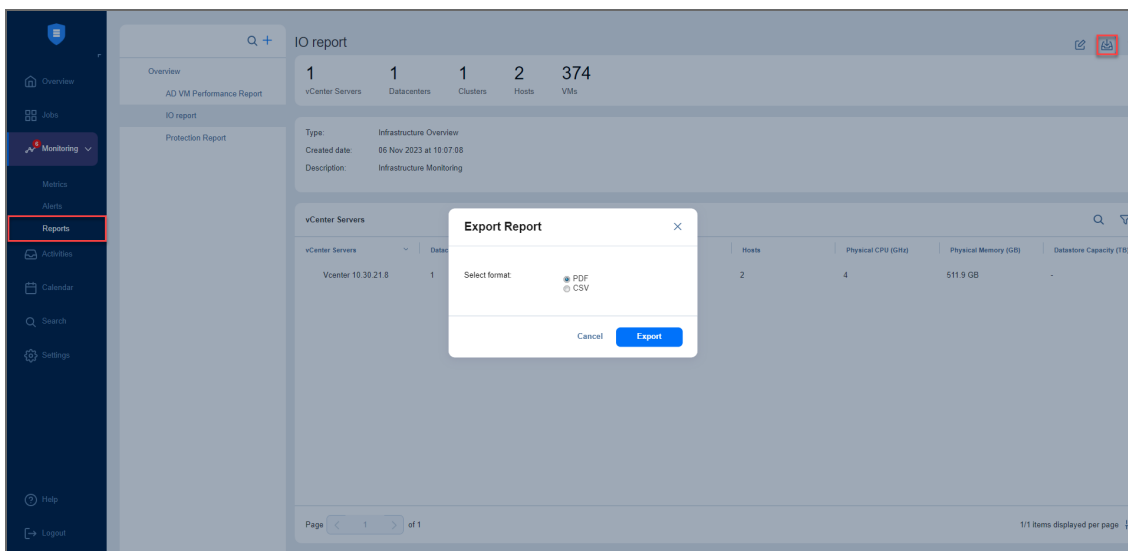 Overview
Jobs
6
Monitoring
Metrics
Alerts
Reports
Activities
Calendar
Search
Settings
Help
Logout
Overview
AD VM Performance Report
IO report
Protection Report
IO report
1 1 1 2 374
vCenter Servers Datacenters Clusters Hosts VMs
Type: Infrastructure Overview
Created date: 06 Nov 2023 at 10:07:08
Description: Infrastructure Monitoring
vCenter Servers
vCenter Servers Datac Hosts Physical CPU (GHz) Physical Memory (GB) Datastore Capacity (TB)
Vcenter 10.30.21.8 1 2 4 511.9 GB -
Export Report
Select format: PDF
CSV
Cancel Export
Page 1 of 1
1/1 items displayed per page